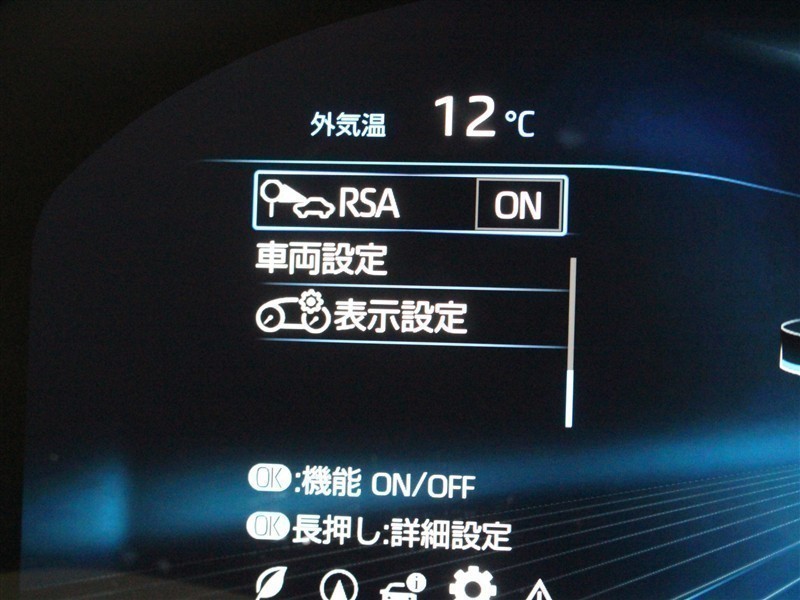 外気温 12℃
RSA ON
車両設定
表示設定
OK:機能 ON/OFF
OK長押し:詳細設定